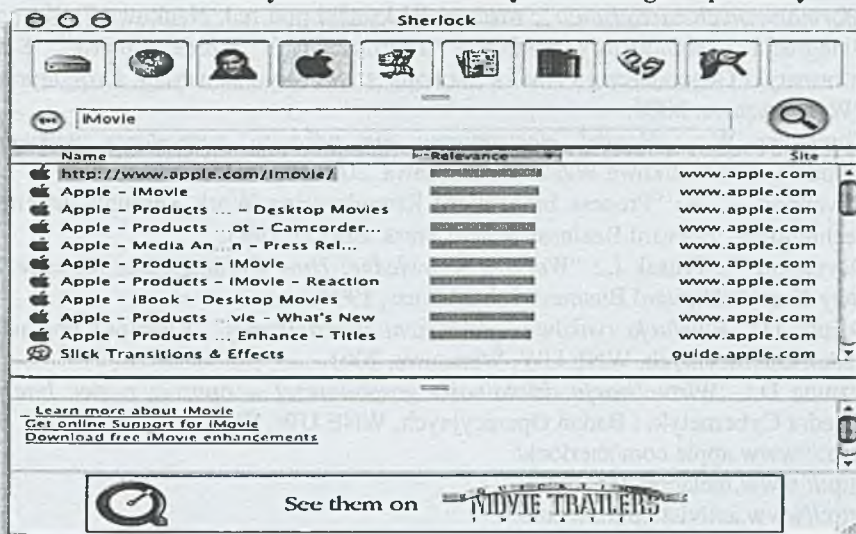 Sherlock
iMovie
Name Relevance Site
http://www.apple.com/imovie/ www.apple.com
Apple - iMovie www.apple.com
Apple - Products ... - Desktop Movies www.apple.com
Apple - Products ... ot - Camcorder... www.apple.com
Apple - Media An...n - Press Rel... www.apple.com
Apple - Products - iMovie www.apple.com
Apple - Products - iMovie - Reaction www.apple.com
Apple - iBook - Desktop Movies www.apple.com
Apple - Products ...vie - What's New www.apple.com
Apple - Products ... Enhance - Titles www.apple.com
Slick Transitions & Effects guide.apple.com
Learn more about iMovie
Get online Support for iMovie
Download free iMovie enhancements
See them on MOVIE TRAILERS